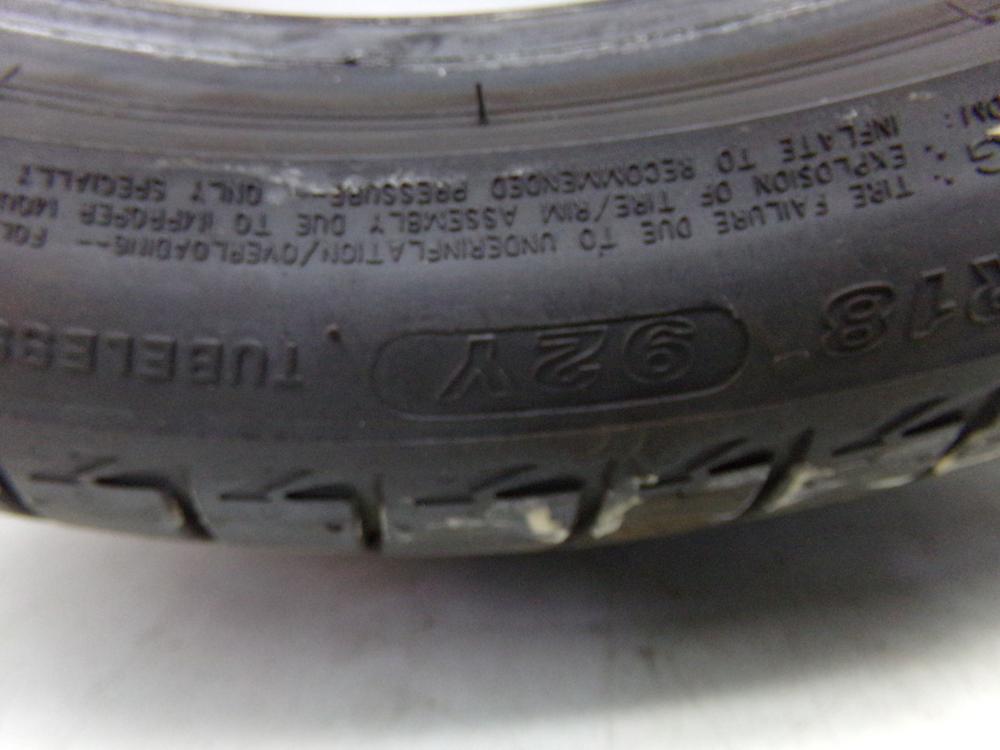 R18 92Y TUBELESS
TIRE FAILURE DUE TO UNDERINFLATION/OVERLOADING--
EXPLOSION OF TIRE/RIM ASSEMBLY DUE TO IMPROPER
INFLATE TO RECOMMENDED PRESSURE-- ONLY SPECIALLY